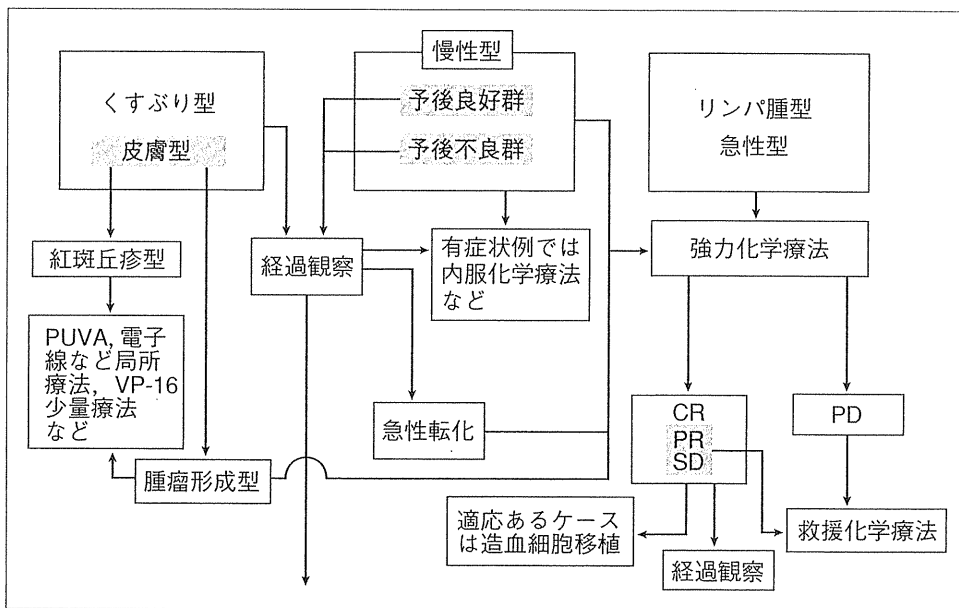 くすぶり型
皮膚型
慢性型
予後良好群
予後不良群
リンパ腫型
急性型
紅斑丘疹型
経過観察
有症状例では
内服化学療法
など
強力化学療法
PUVA, 電子
線など局所
療法, VP-16
少量療法
など
急性転化
腫瘤形成型
CR
PR
SD
PD
適応あるケース
は造血細胞移植
経過観察
救援化学療法